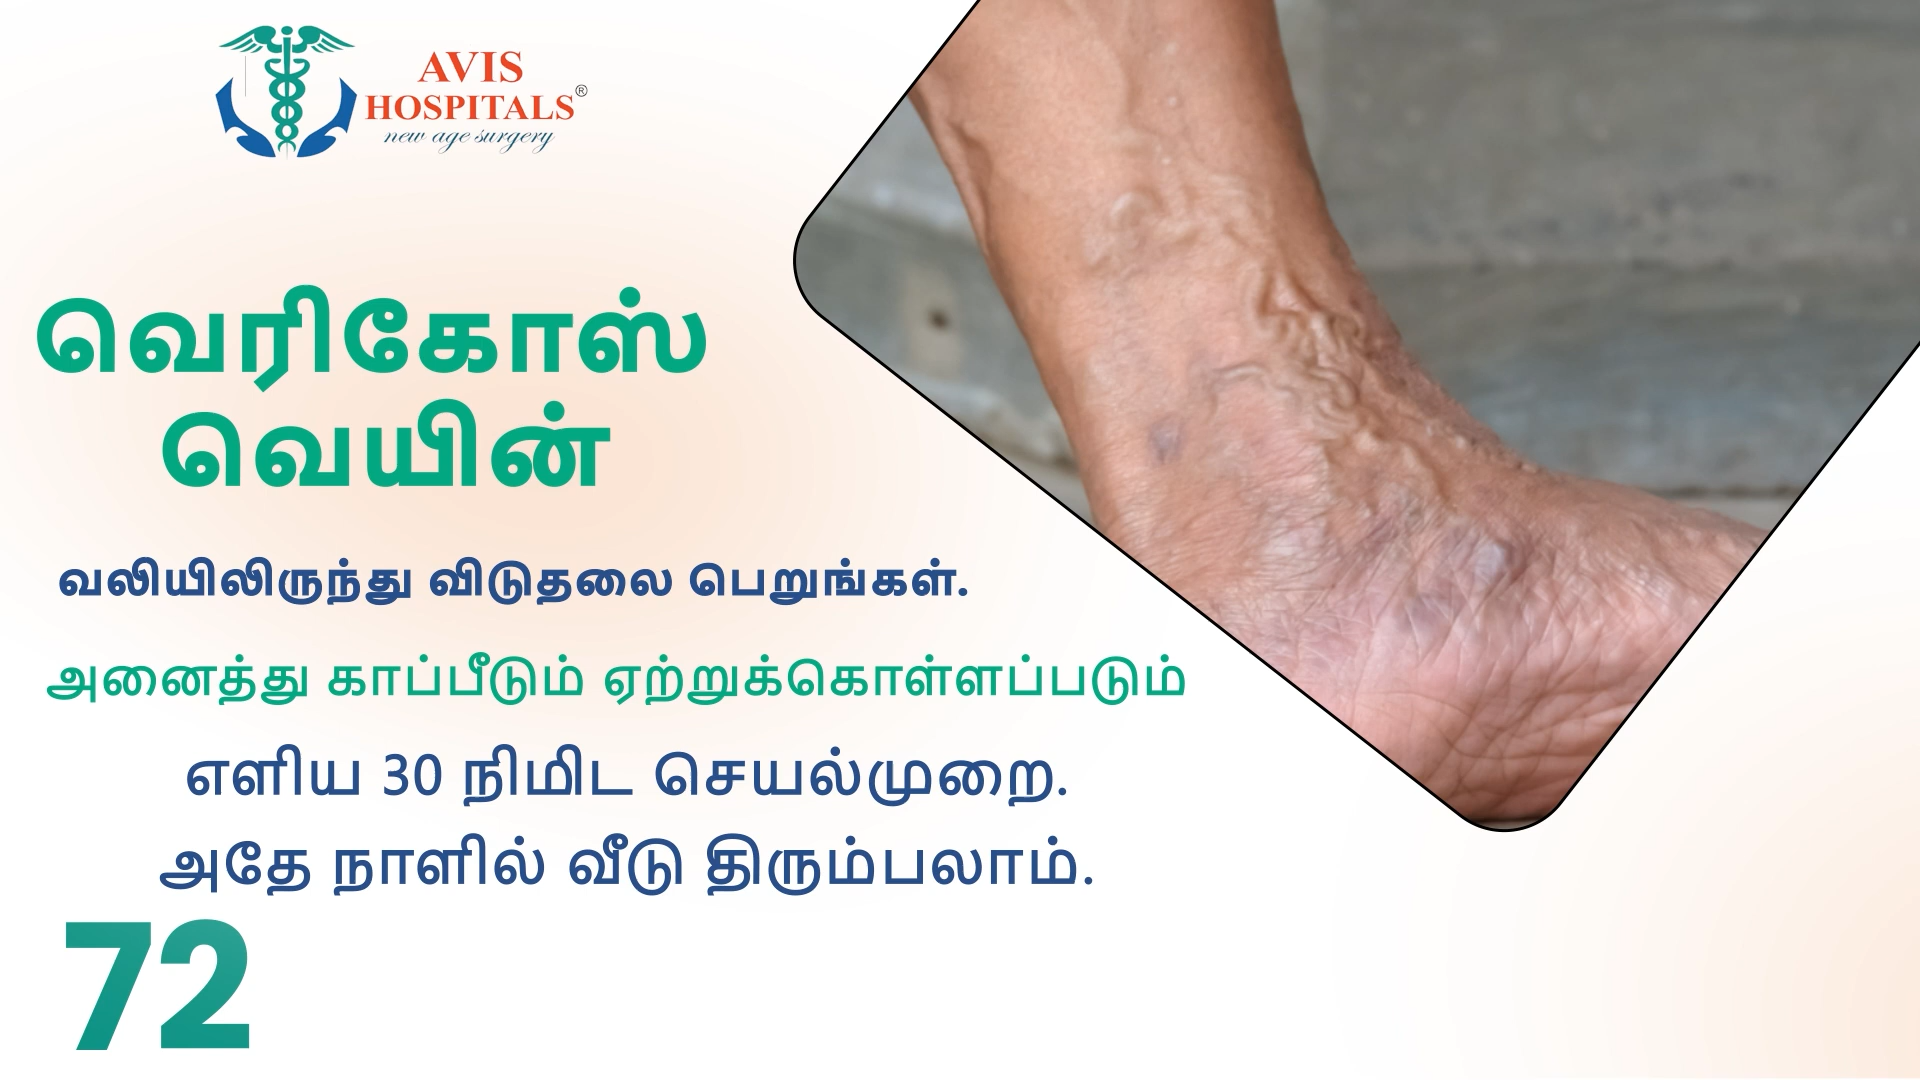 AVIS
HOSPITALS®
new age surgery
வெரிகோஸ்
வெயின்
வலியிலிருந்து விடுதலை பெறுங்கள்.
அனைத்து காப்பீடும் ஏற்றுக்கொள்ளப்படும்
எளிய 30 நிமிட செயல்முறை.
அதே நாளில் வீடு திரும்பலாம்.
72